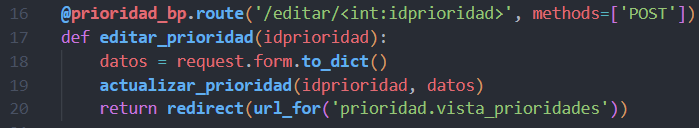 16 @prioridad_bp.route('/editar/<int:idprioridad>', methods=['POST'])
17 def editar_prioridad(idprioridad):
18     datos = request.form.to_dict()
19     actualizar_prioridad(idprioridad, datos)
20     return redirect(url_for('prioridad.vista_prioridades'))